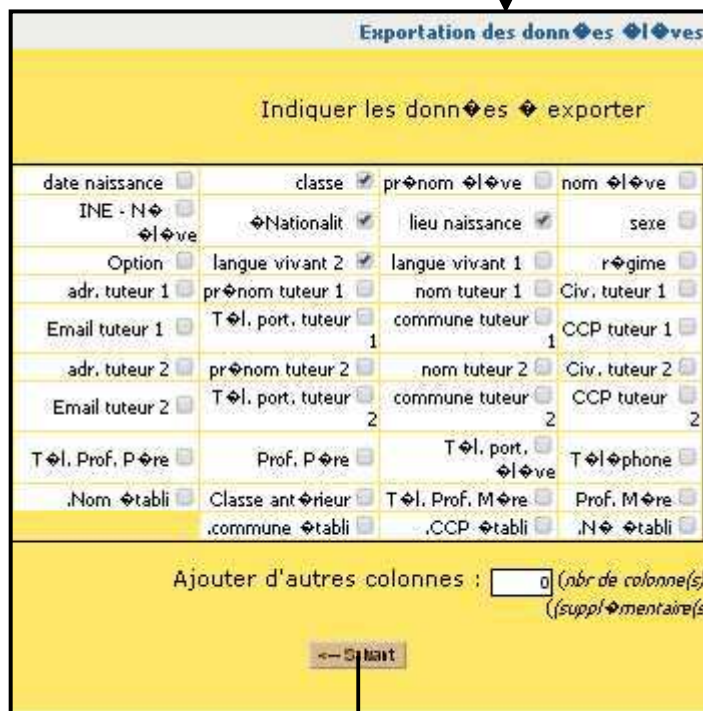 Exportation des donn�es �l�ves
Indiquer les donn�es � exporter
date naissance classe pr�nom �l�ve nom �l�ve
INE - N� �l�ve �Nationalit lieu naissance sexe
Option langue vivant 2 langue vivant 1 r�gime
adr. tuteur 1 pr�nom tuteur 1 nom tuteur 1 Civ. tuteur 1
Email tuteur 1 T�l. port. tuteur 1 commune tuteur 1 CCP tuteur 1
adr. tuteur 2 pr�nom tuteur 2 nom tuteur 2 Civ. tuteur 2
Email tuteur 2 T�l. port. tuteur 2 commune tuteur 2 CCP tuteur 2
T�l. Prof. P�re Prof. P�re T�l. port. �l�ve T�l�phone
.Nom �tabli Classe ant�rieur T�l. Prof. M�re Prof. M�re
.commune �tabli .CCP �tabli .N� �tabli
Ajouter d'autres colonnes : 0 (nbr de colonne(s)
((suppl�mentaire(s
<-- Suivant